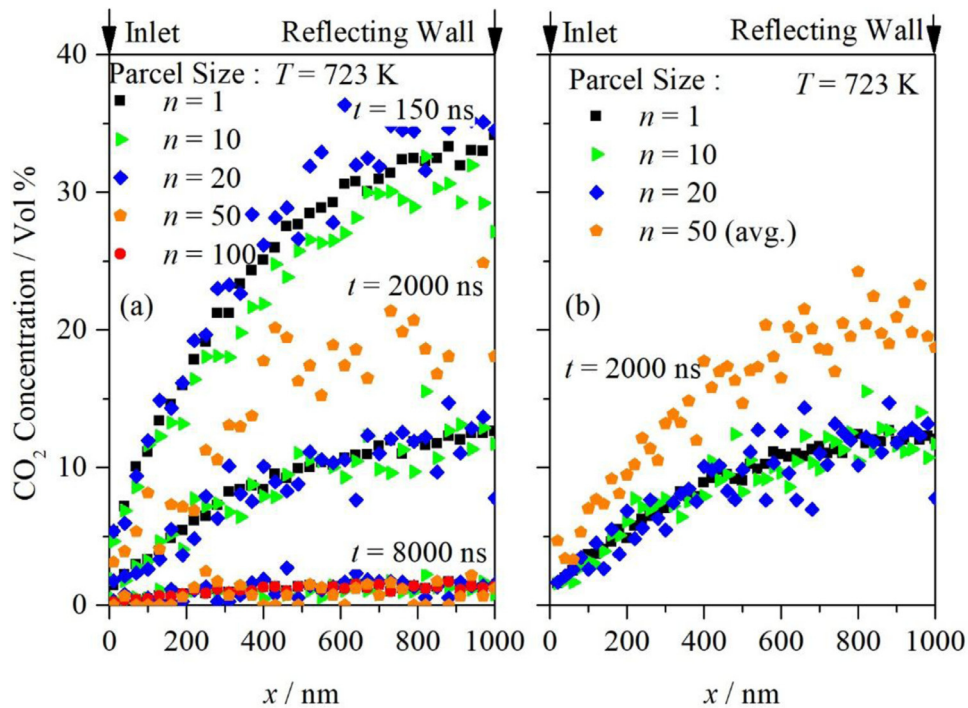 Inlet Reflecting Wall
Inlet Reflecting Wall
40
30
20
10
0
CO2 Concentration / Vol %
Parcel Size : T = 723 K
n = 1
n = 10
n = 20
n = 50
n = 100
t = 150 ns
(a)
t = 2000 ns
t = 8000 ns
0 200 400 600 800 1000
x / nm
Parcel Size : T = 723 K
n = 1
n = 10
n = 20
n = 50 (avg.)
(b)
t = 2000 ns
0 200 400 600 800 1000
x / nm